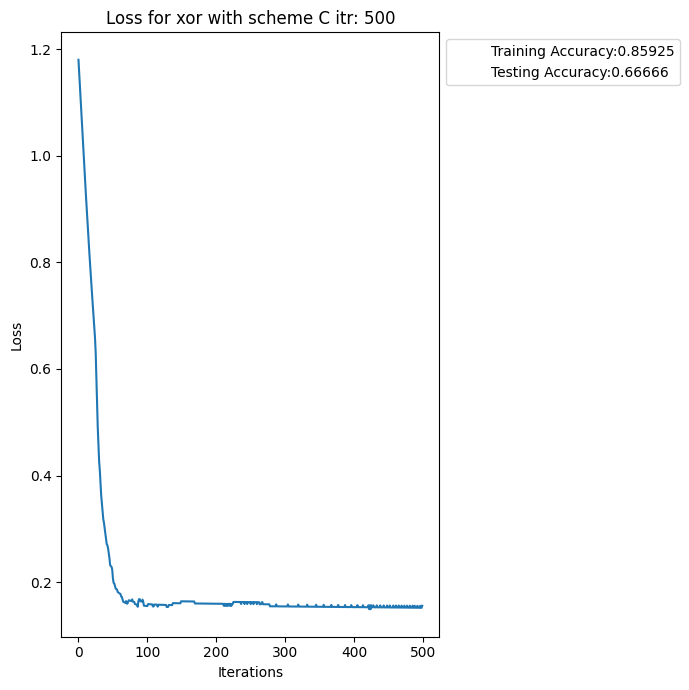 Loss for xor with scheme C itr: 500
Training Accuracy:0.85925
Testing Accuracy:0.66666
1.2
1.0
0.8
0.6
0.4
0.2
Loss
0 100 200 300 400 500
Iterations